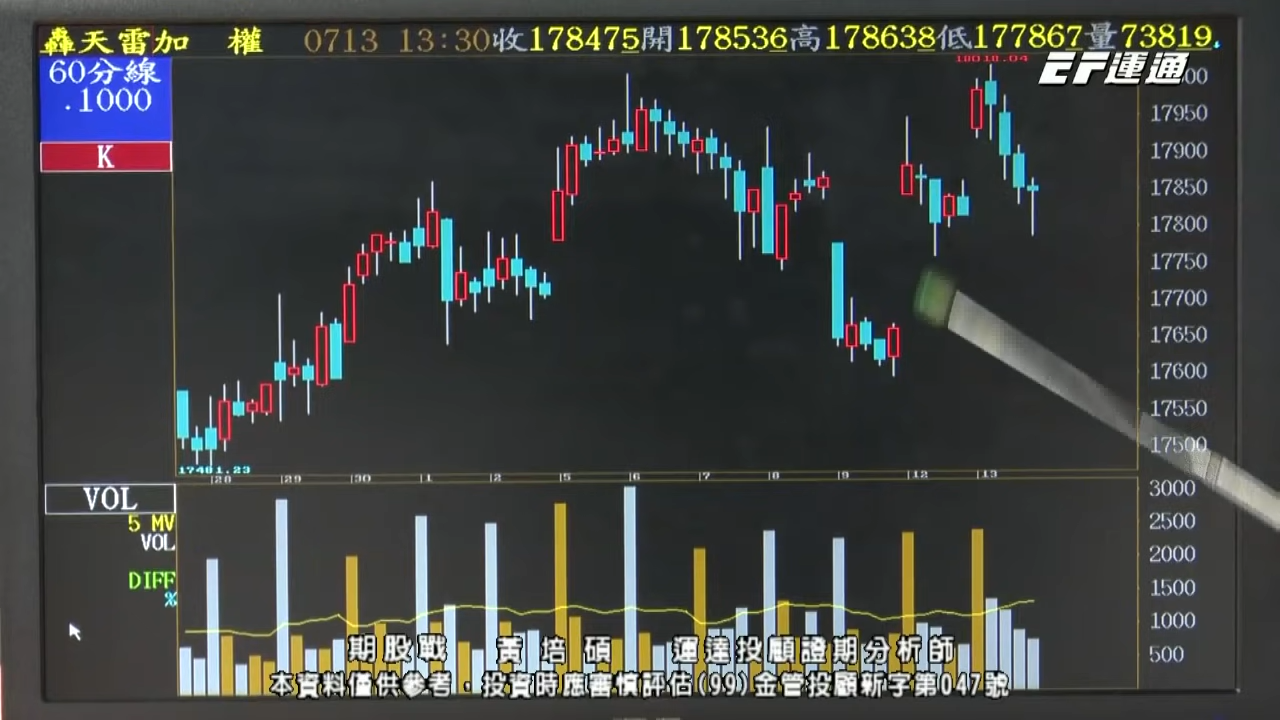 轟天雷加 權 0713 13:30收178475開178536高178638低177867量73819
60分線
.1000
K
18018.04
EF運通
17950
17900
17850
17800
17750
17700
17650
17600
17550
17500
17481.23
28 29 30 1 2 5 6 7 8 9 12 13
VOL
5 MV
VOL
DIFF
%
3000
2500
2000
1500
1000
500
期股戰 黃培碩 運達投顧證期分析師
本資料僅供參考，投資時應審慎評估(99)金管投顧新字第047號